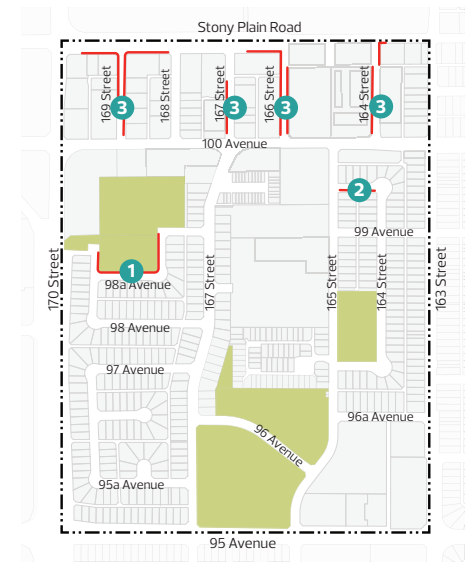 Stony Plain Road
169 Street
3
168 Street
167 Street
3
166 Street
3
164 Street
3
100 Avenue
2
99 Avenue
170 Street
1
98a Avenue
167 Street
165 Street
164 Street
163 Street
98 Avenue
97 Avenue
96a Avenue
96 Avenue
95a Avenue
95 Avenue